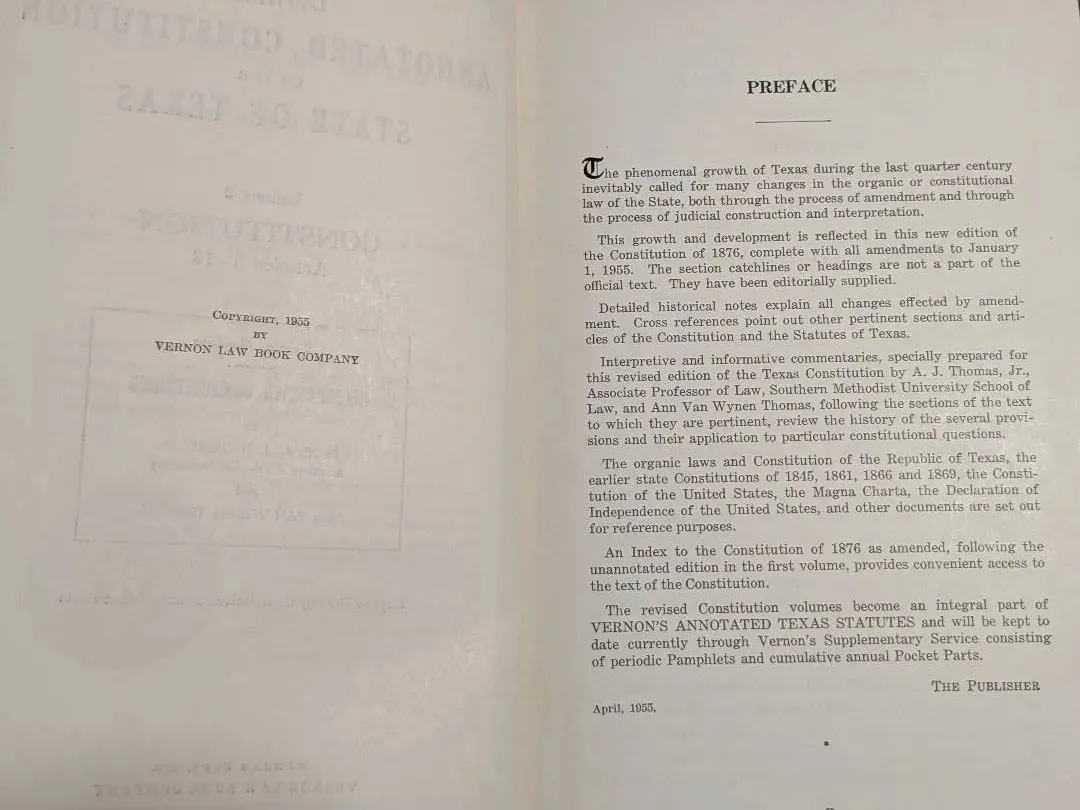 COPYRIGHT, 1955
BY
VERNON LAW BOOK COMPANY
PREFACE
The phenomenal growth of Texas during the last quarter century
inevitably called for many changes in the organic or constitutional
law of the State, both through the process of amendment and through
the process of judicial construction and interpretation.
This growth and development is reflected in this new edition of
the Constitution of 1876, complete with all amendments to January
1, 1955. The section catchlines or headings are not a part of the
official text. They have been editorially supplied.
Detailed historical notes explain all changes effected by amend-
ment. Cross references point out other pertinent sections and arti-
cles of the Constitution and the Statutes of Texas.
Interpretive and informative commentaries, specially prepared for
this revised edition of the Texas Constitution by A. J. Thomas, Jr.,
Associate Professor of Law, Southern Methodist University School of
Law, and Ann Van Wynen Thomas, following the sections of the text
to which they are pertinent, review the history of the several provi-
sions and their application to particular constitutional questions.
The organic laws and Constitution of the Republic of Texas, the
earlier state Constitutions of 1845, 1861, 1866 and 1869, the Consti-
tution of the United States, the Magna Charta, the Declaration of
Independence of the United States, and other documents are set out
for reference purposes.
An Index to the Constitution of 1876 as amended, following the
unannotated edition in the first volume, provides convenient access to
the text of the Constitution.
The revised Constitution volumes become an integral part of
VERNON'S ANNOTATED TEXAS STATUTES and will be kept to
date currently through Vernon's Supplementary Service consisting
of periodic Pamphlets and cumulative annual Pocket Parts.
THE PUBLISHER
April, 1955.
*